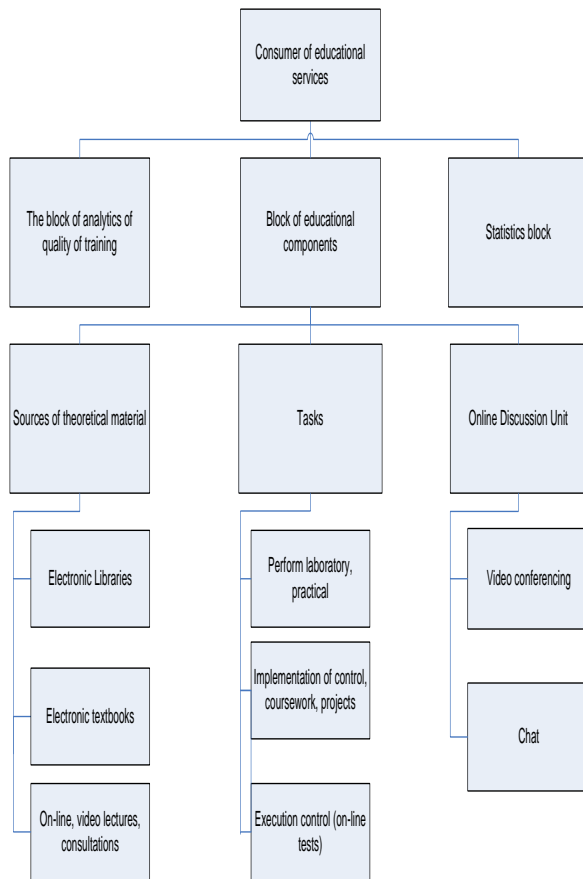 Consumer of educational
services
The block of analytics of
quality of training
Block of educational
components
Statistics block
Sources of theoretical material
Tasks
Online Discussion Unit
Electronic Libraries
Perform laboratory,
practical
Video conferencing
Electronic textbooks
Implementation of control,
coursework, projects
Chat
On-line, video lectures,
consultations
Execution control (on-line
tests)